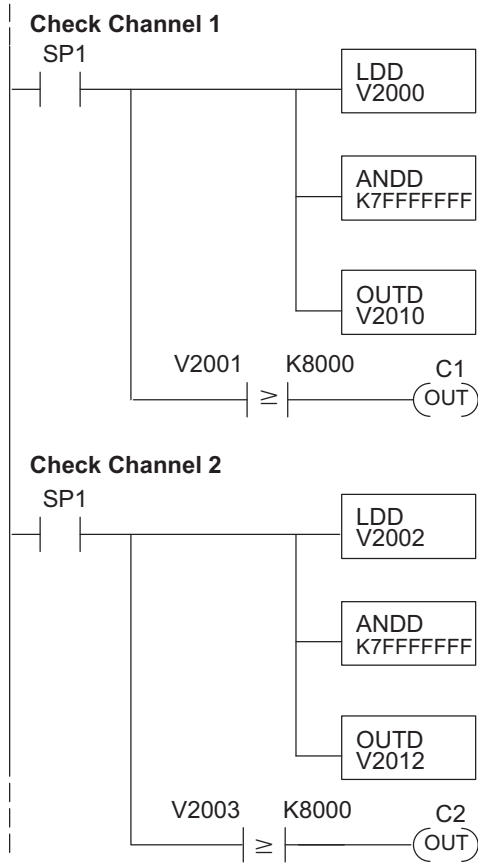 Check Channel 1
SP1
LDD
V2000
ANDD
K7FFFFFFF
OUTD
V2010
V2001 ≥ K8000
C1
OUT
Check Channel 2
SP1
LDD
V2002
ANDD
K7FFFFFFF
OUTD
V2012
V2003 ≥ K8000
C2
OUT